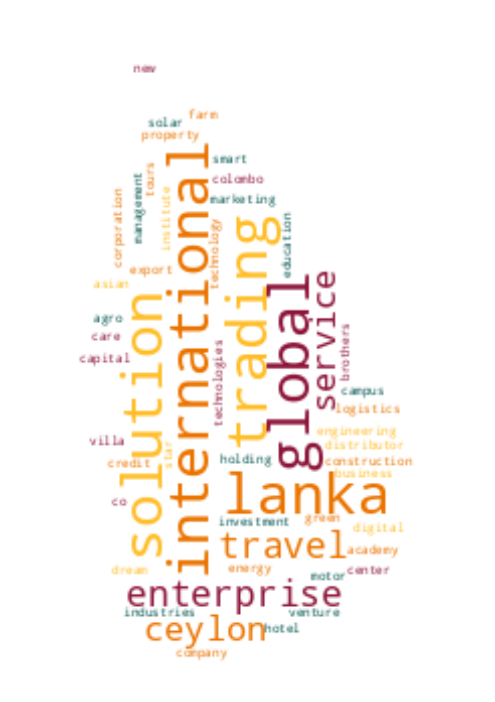 new
farm
solar
property
smart
colombo
marketing
tours
management
corporation
institute
international
technology
trading
education
export
asian
solution
global
service
agro
care
capital
brothers
technologies
campus
logistics
engineering
distributor
villa
credit
star
holding
construction
business
lanka
co
investment
green
digital
travel
academy
dream
energy
motor
center
enterprise
industries
venture
ceylon
hotel
company